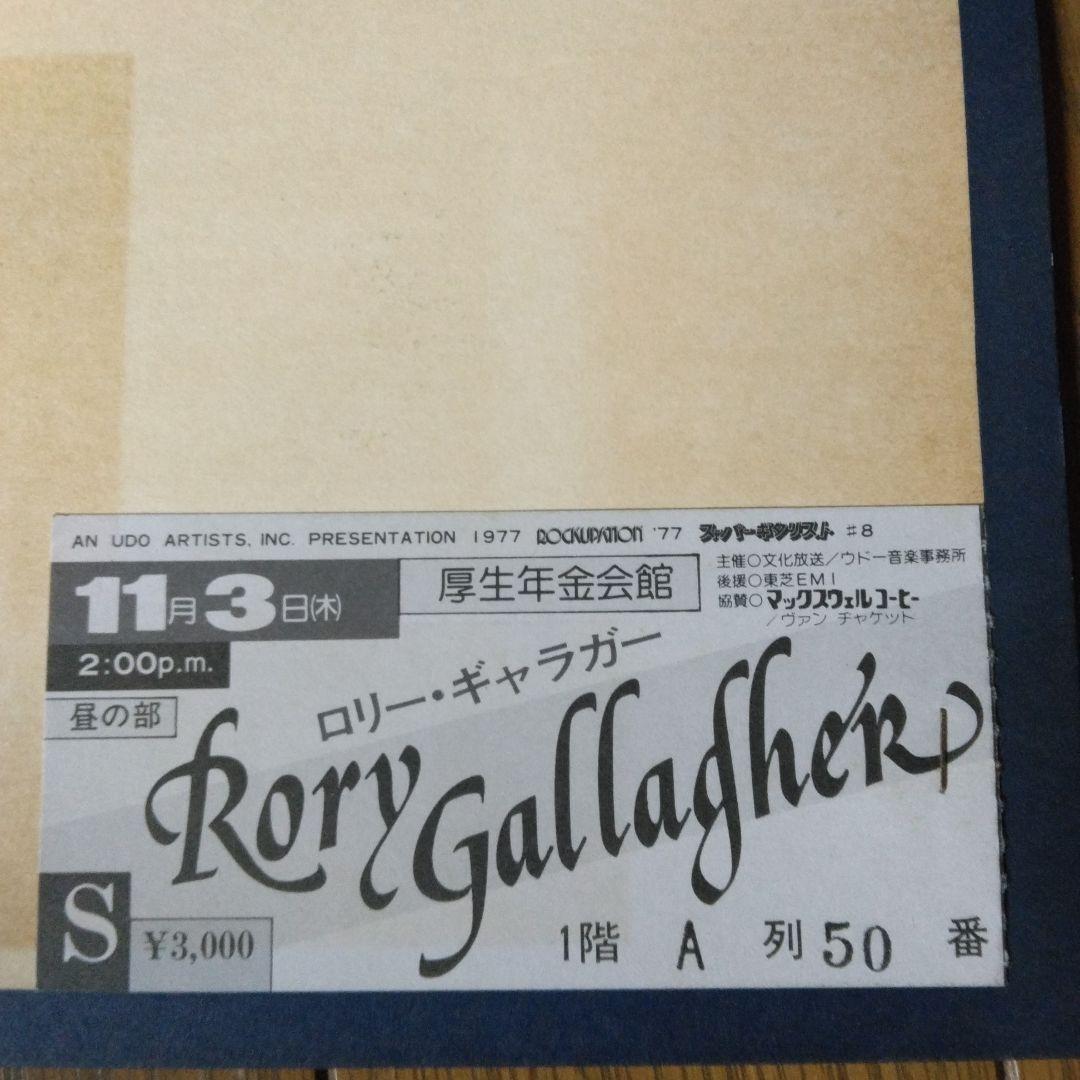 AN UDO ARTISTS, INC. PRESENTATION 1977 ROCKUPATION '77 スーパーギタリスト #8
11月3日(木)
厚生年金会館
主催○文化放送/ウドー音楽事務所
後援○東芝EMI
協賛○マックスウェルコーヒー
/ヴァン チャケット
2:00p.m.
昼の部
ロリー・ギャラガー
Rory Gallagher
S
¥3,000
1階 A 列 50 番